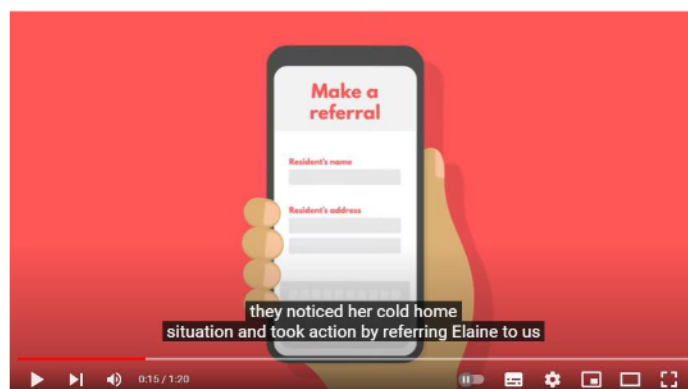 Make a
referral
Resident's name
Resident's address
they noticed her cold home
situation and took action by referring Elaine to us
0:15 / 1:20